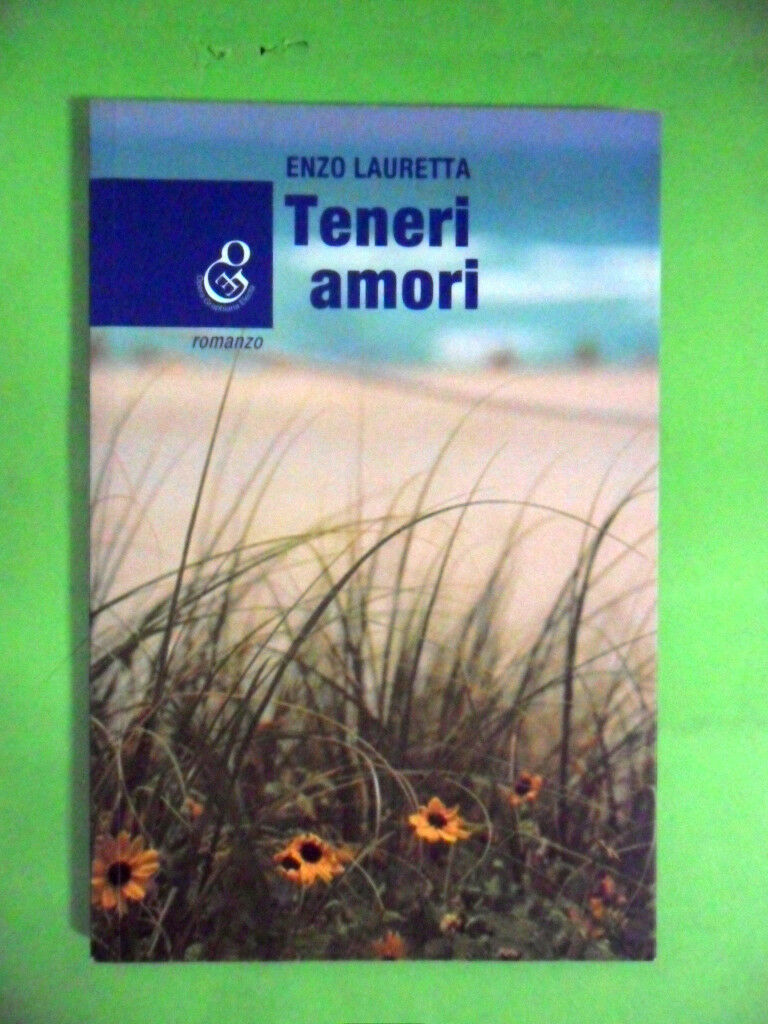 ENZO LAURETTA
Teneri
amori
romanzo